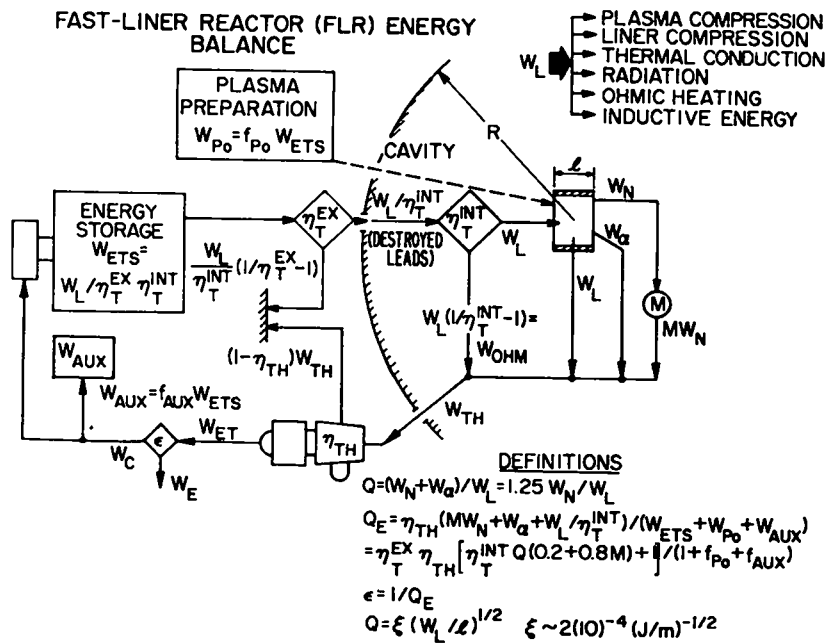 FAST-LINER REACTOR (FLR) ENERGY
BALANCE
W_L
PLASMA COMPRESSION
LINER COMPRESSION
THERMAL CONDUCTION
RADIATION
OHMIC HEATING
INDUCTIVE ENERGY
PLASMA
PREPARATION
W_Po=f_Po W_ETS
CAVITY
R
ℓ
ENERGY
STORAGE
W_ETS=
W_L/η_T^EX η_T^INT
η_T^EX
W_L/η_T^INT
(DESTROYED
LEADS)
η_T^INT
W_L
W_N
W_α
W_L
M
MW_N
W_L/η_T^INT (1/η_T^EX-1)
W_L(1/η_T^INT-1)=
W_OHM
(1-η_TH)W_TH
W_AUX
W_AUX=f_AUX W_ETS
W_TH
W_ET
η_TH
W_C
ε
W_E
DEFINITIONS
Q=(W_N+W_α)/W_L=1.25 W_N/W_L
Q_E=η_TH(MW_N+W_α+W_L/η_T^INT)/(W_ETS+W_Po+W_AUX)
=η_T^EX η_TH[η_T^INT Q(0.2+0.8M)+1]/(1+f_Po+f_AUX)
ε=1/Q_E
Q=ξ(W_L/ℓ)^1/2 ξ~2(10)^-4 (J/m)^-1/2